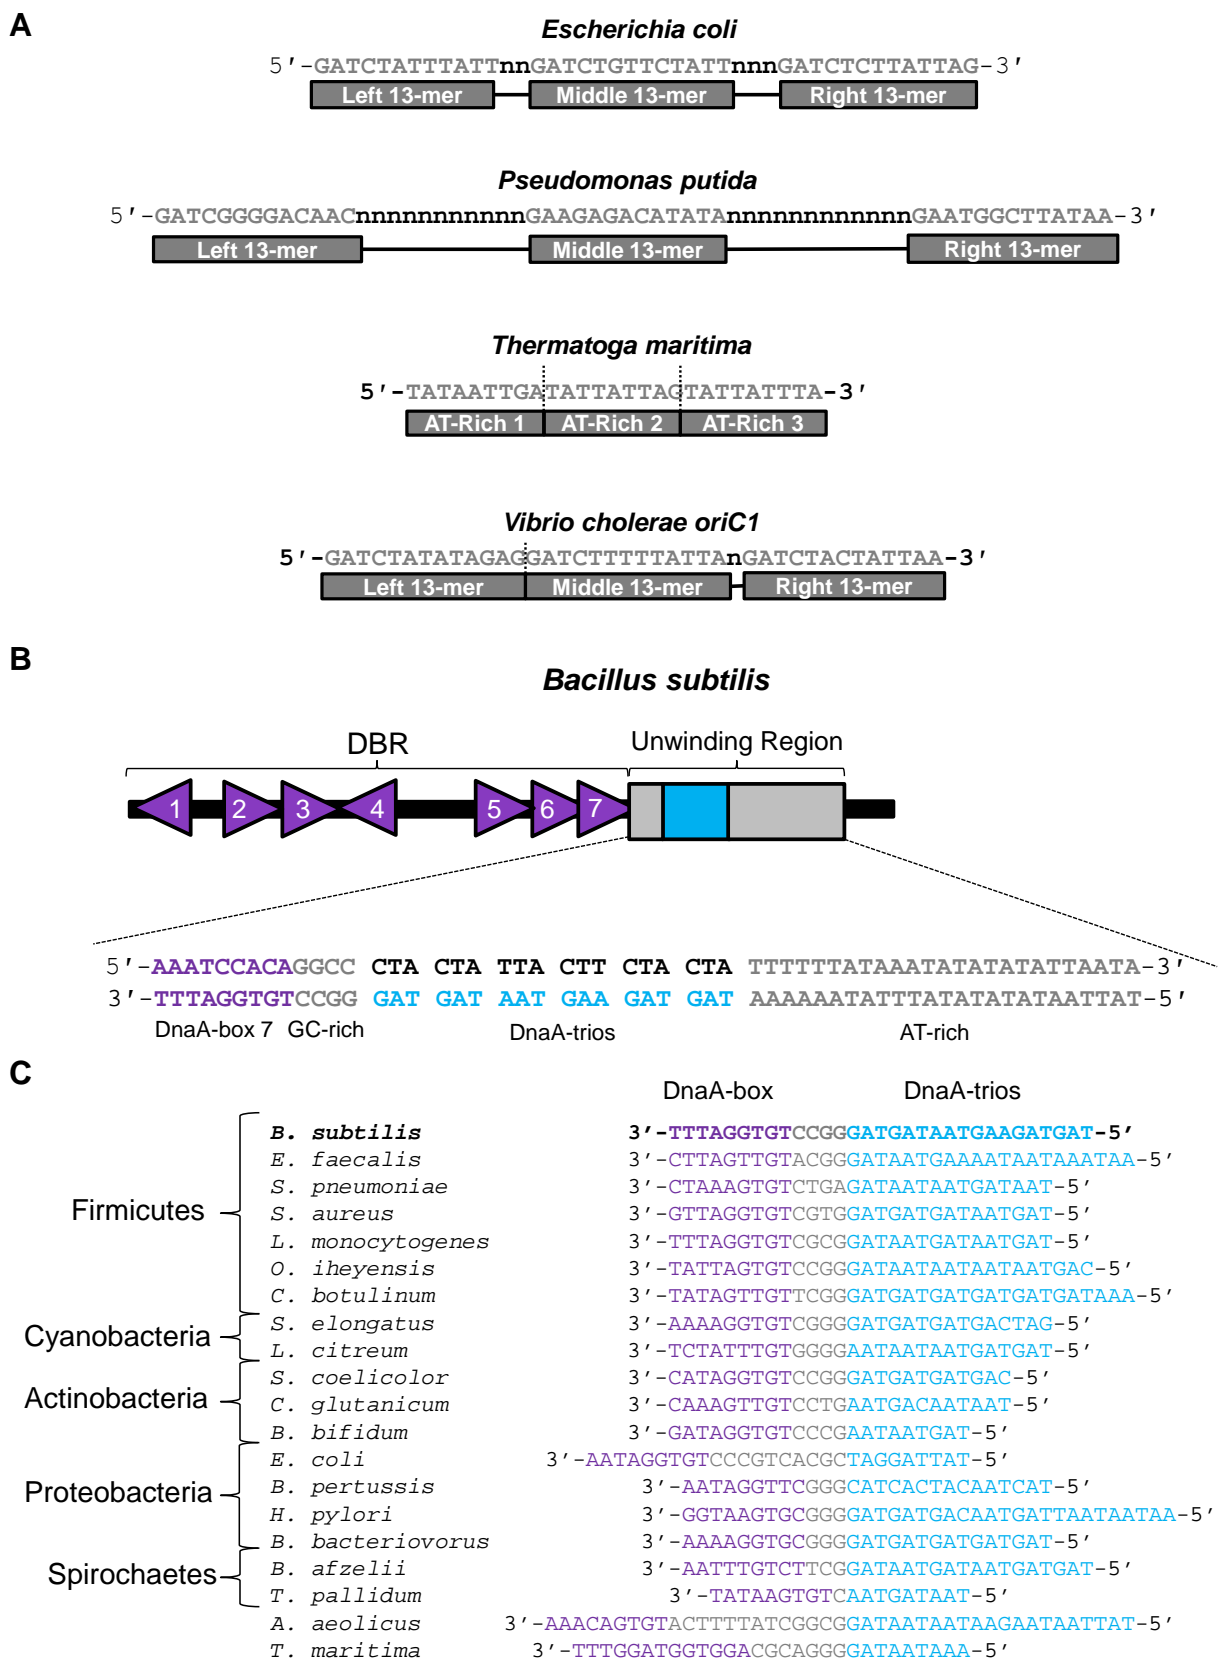 A
Escherichia coli
5'-GATCTATTTATTnnGATCTGTTCTATTnnnGATCTCTTATTAG-3'
Left 13-mer Middle 13-mer Right 13-mer
Pseudomonas putida
5'-GATCGGGGACAACnnnnnnnnnnnGAAGAGACATATAnnnnnnnnnnnnGAATGGCTTATAA-3'
Left 13-mer Middle 13-mer Right 13-mer
Thermatoga maritima
5'-TATAATTGATATTATTAGTATTATTTA-3'
AT-Rich 1 AT-Rich 2 AT-Rich 3
Vibrio cholerae oriC1
5'-GATCTATATAGAGGATCTTTTTATTAnGATCTACTATTAA-3'
Left 13-mer Middle 13-mer Right 13-mer
B
Bacillus subtilis
DBR Unwinding Region
1 2 3 4 5 6 7
5'-AAATCCACAGGCC CTA CTA TTA CTT CTA CTA TTTTTTATAAATATATATATTAATA-3'
3'-TTTAGGTGTCCGG GAT GAT AAT GAA GAT GAT AAAAAATATTTATATATATAATTAT-5'
DnaA-box 7 GC-rich DnaA-trios AT-rich
C
DnaA-box DnaA-trios
Firmicutes
B. subtilis 3'-TTTAGGTGTCCGGGATGATAATGAAGATGAT-5'
E. faecalis 3'-CTTAGTTGTACGGGATAATGAAAATAATAAATAA-5'
S. pneumoniae 3'-CTAAAGTGTCTGAGATAATAATGATAAT-5'
S. aureus 3'-GTTAGGTGTCGTGGATGATGATAATGAT-5'
L. monocytogenes 3'-TTTAGGTGTCGCGGATAATGATAATGAT-5'
O. iheyensis 3'-TATTAGTGTCCGGGATAATAATAATAATGAC-5'
C. botulinum 3'-TATAGTTGTTCGGGATGATGATGATGATGATAAA-5'
Cyanobacteria
S. elongatus 3'-AAAAGGTGTCGGGGATGATGATGACTAG-5'
L. citreum 3'-TCTATTTGTGGGGAATAATAATGATGAT-5'
Actinobacteria
S. coelicolor 3'-CATAGGTGTCCGGGATGATGATGAC-5'
C. glutanicum 3'-CAAAGTTGTCCTGAATGACAATAAT-5'
B. bifidum 3'-GATAGGTGTCCCGAATAATGAT-5'
Proteobacteria
E. coli 3'-AATAGGTGTCCCGTCACGCTAGGATTAT-5'
B. pertussis 3'-AATAGGTTCGGGCATCACTACAATCAT-5'
H. pylori 3'-GGTAAGTGCGGGGATGATGACAATGATTAATAATAA-5'
B. bacteriovorus 3'-AAAAGGTGCGGGGATGATGATGATGAT-5'
Spirochaetes
B. afzelii 3'-AATTTGTCTTCGGATAATGATAATGATGAT-5'
T. pallidum 3'-TATAAGTGTCAATGATAAT-5'
A. aeolicus 3'-AAACAGTGTACTTTTATCGGCGGATAATAATAAGAATAATTAT-5'
T. maritima 3'-TTTGGATGGTGGACGCAGGGGATAATAAA-5'